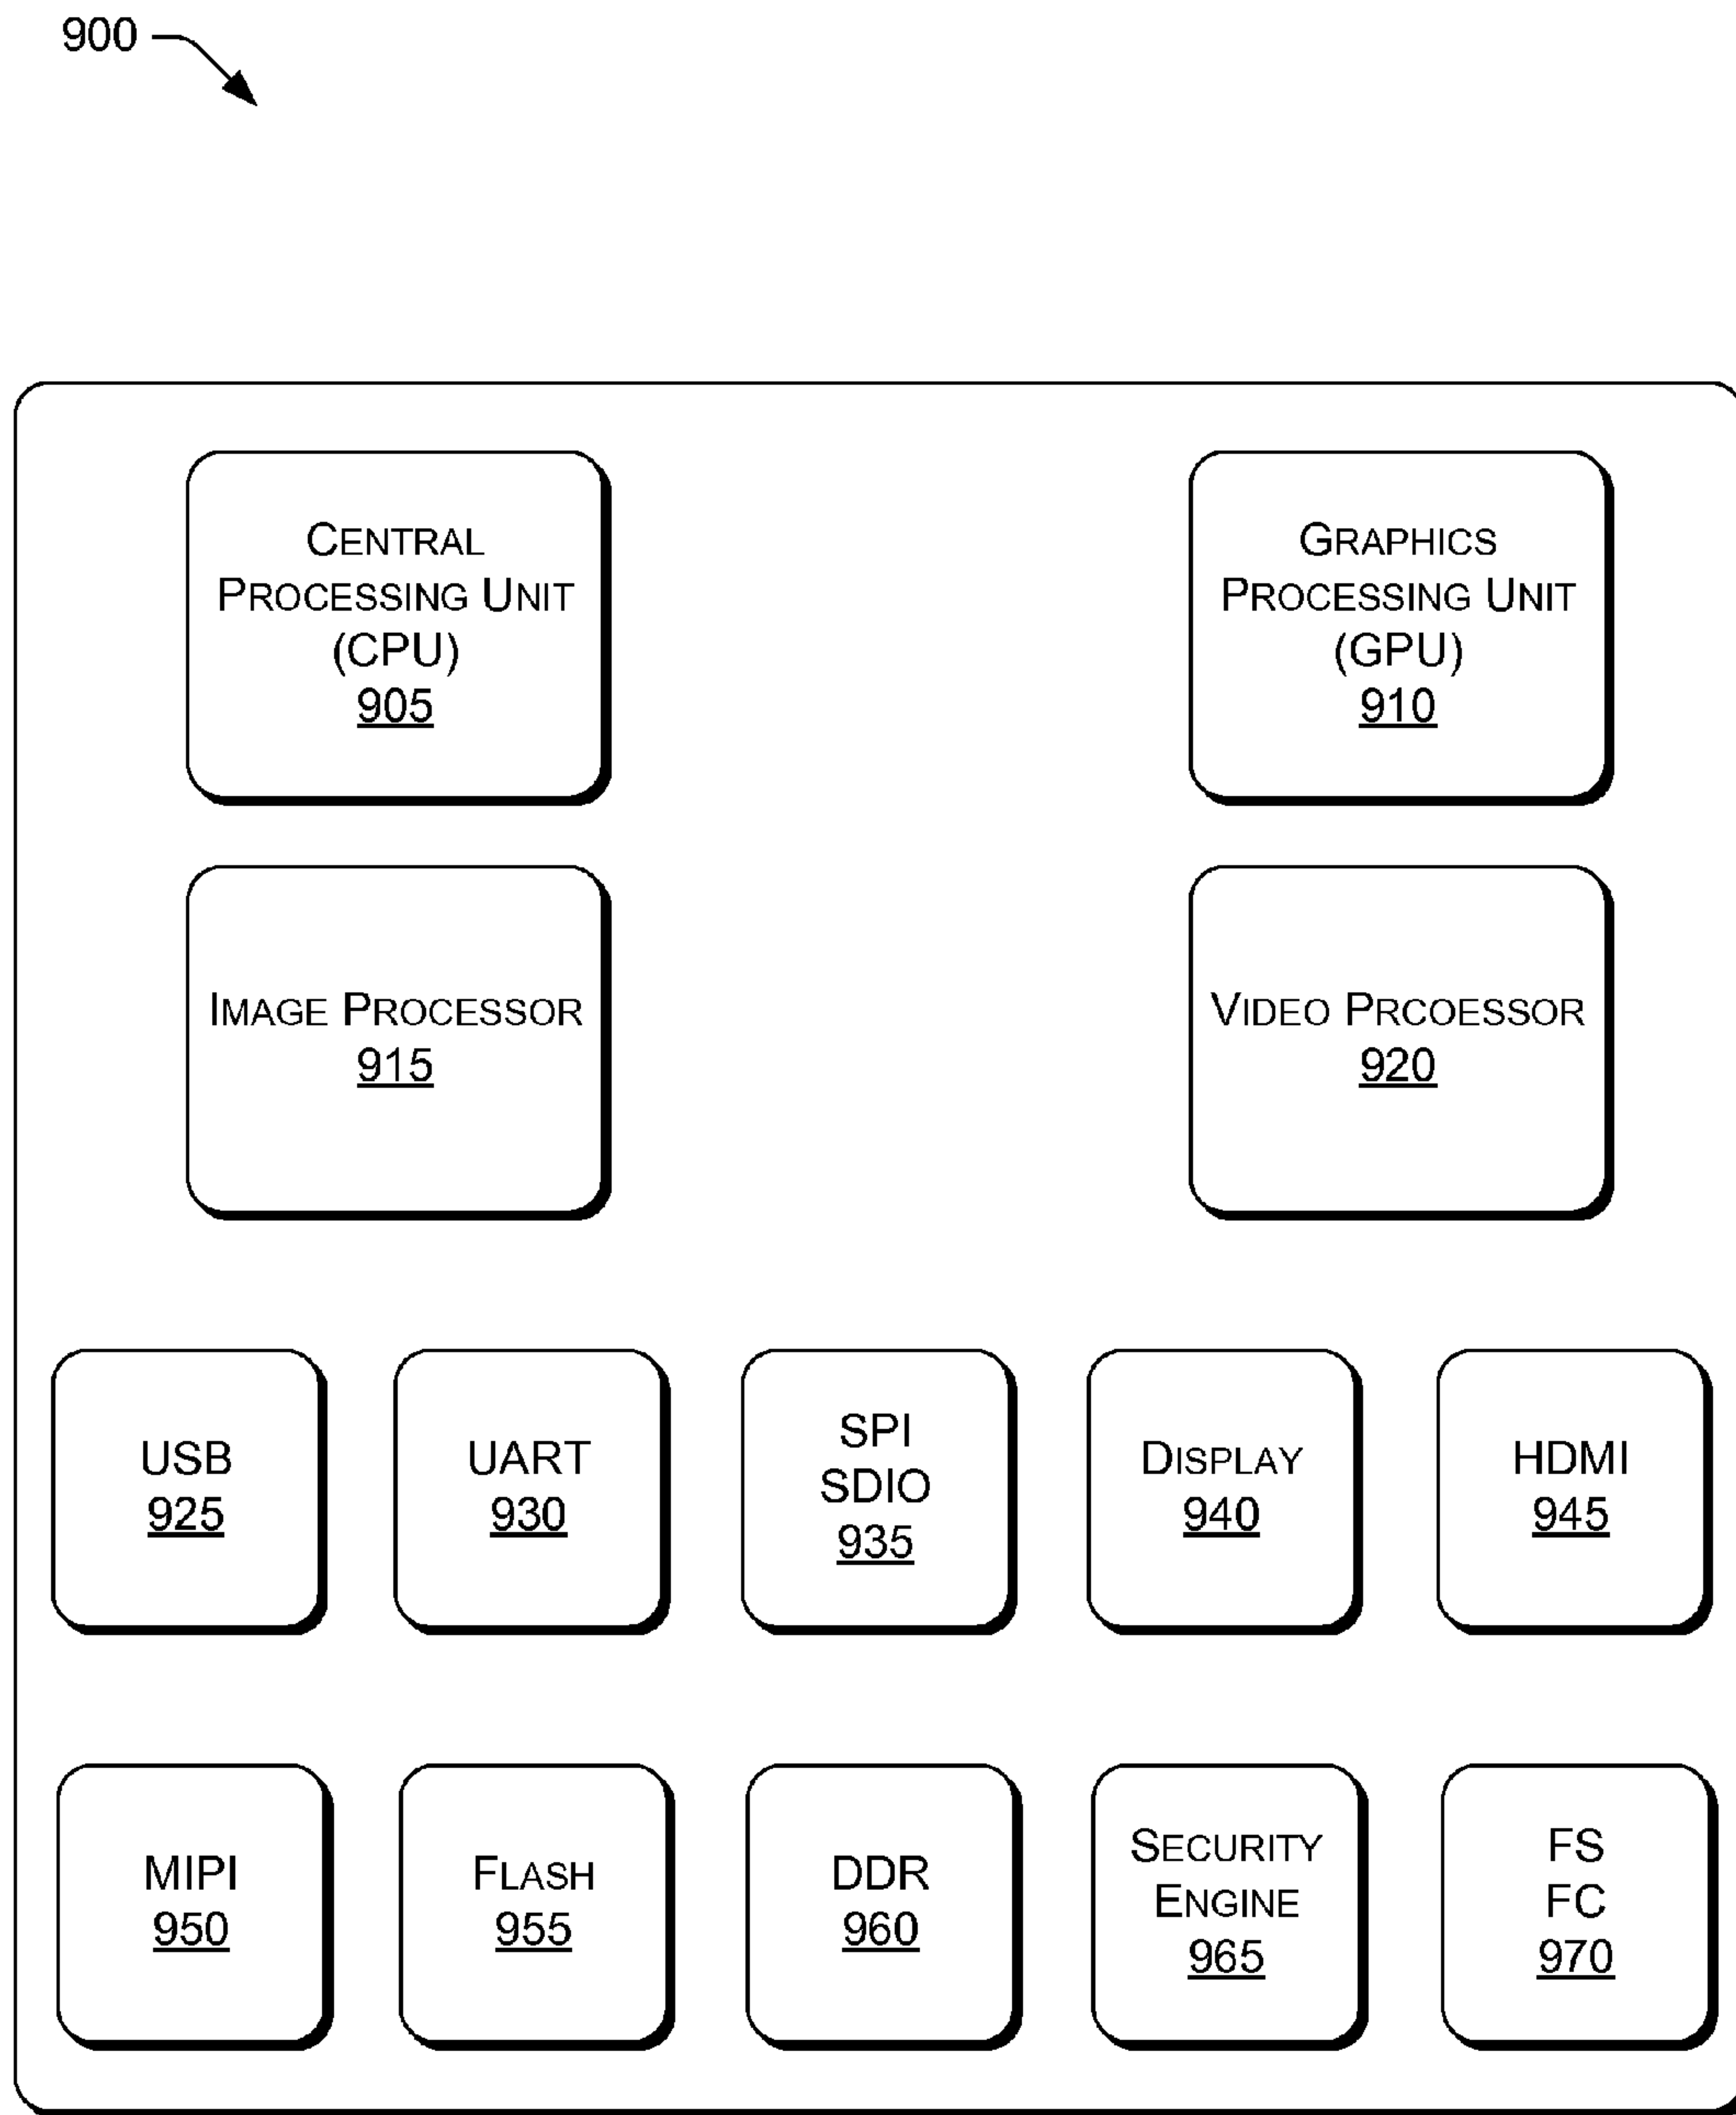 900
CENTRAL
PROCESSING UNIT
(CPU)
905
GRAPHICS
PROCESSING UNIT
(GPU)
910
IMAGE PROCESSOR
915
VIDEO PRCOESSOR
920
USB
925
UART
930
SPI
SDIO
935
DISPLAY
940
HDMI
945
MIPI
950
FLASH
955
DDR
960
SECURITY
ENGINE
965
FS
FC
970